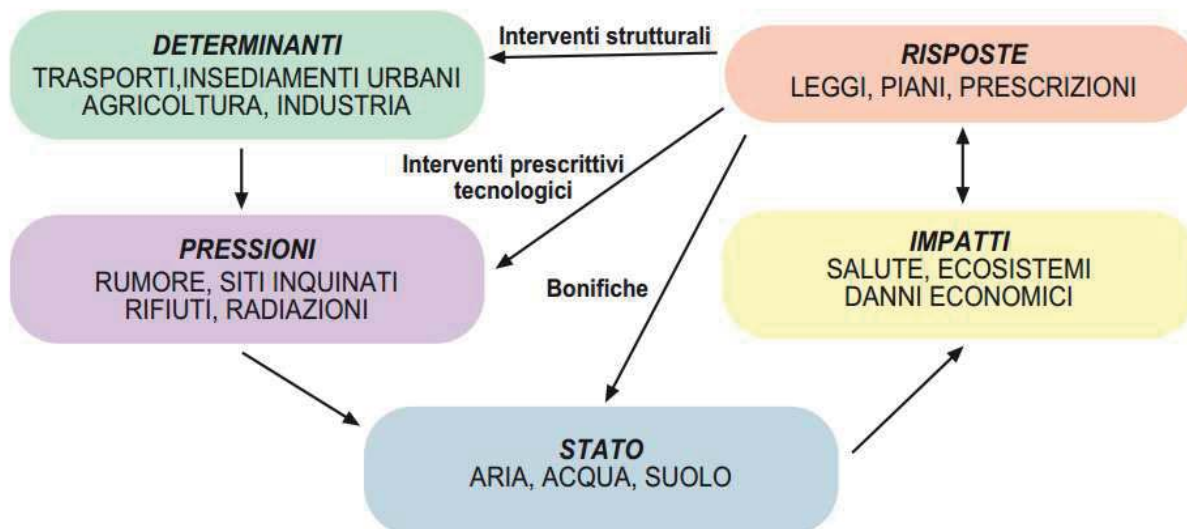 DETERMINANTI
TRASPORTI,INSEDIAMENTI URBANI
AGRICOLTURA, INDUSTRIA
Interventi strutturali
RISPOSTE
LEGGI, PIANI, PRESCRIZIONI
Interventi prescrittivi
tecnologici
PRESSIONI
RUMORE, SITI INQUINATI
RIFIUTI, RADIAZIONI
Bonifiche
IMPATTI
SALUTE, ECOSISTEMI
DANNI ECONOMICI
STATO
ARIA, ACQUA, SUOLO